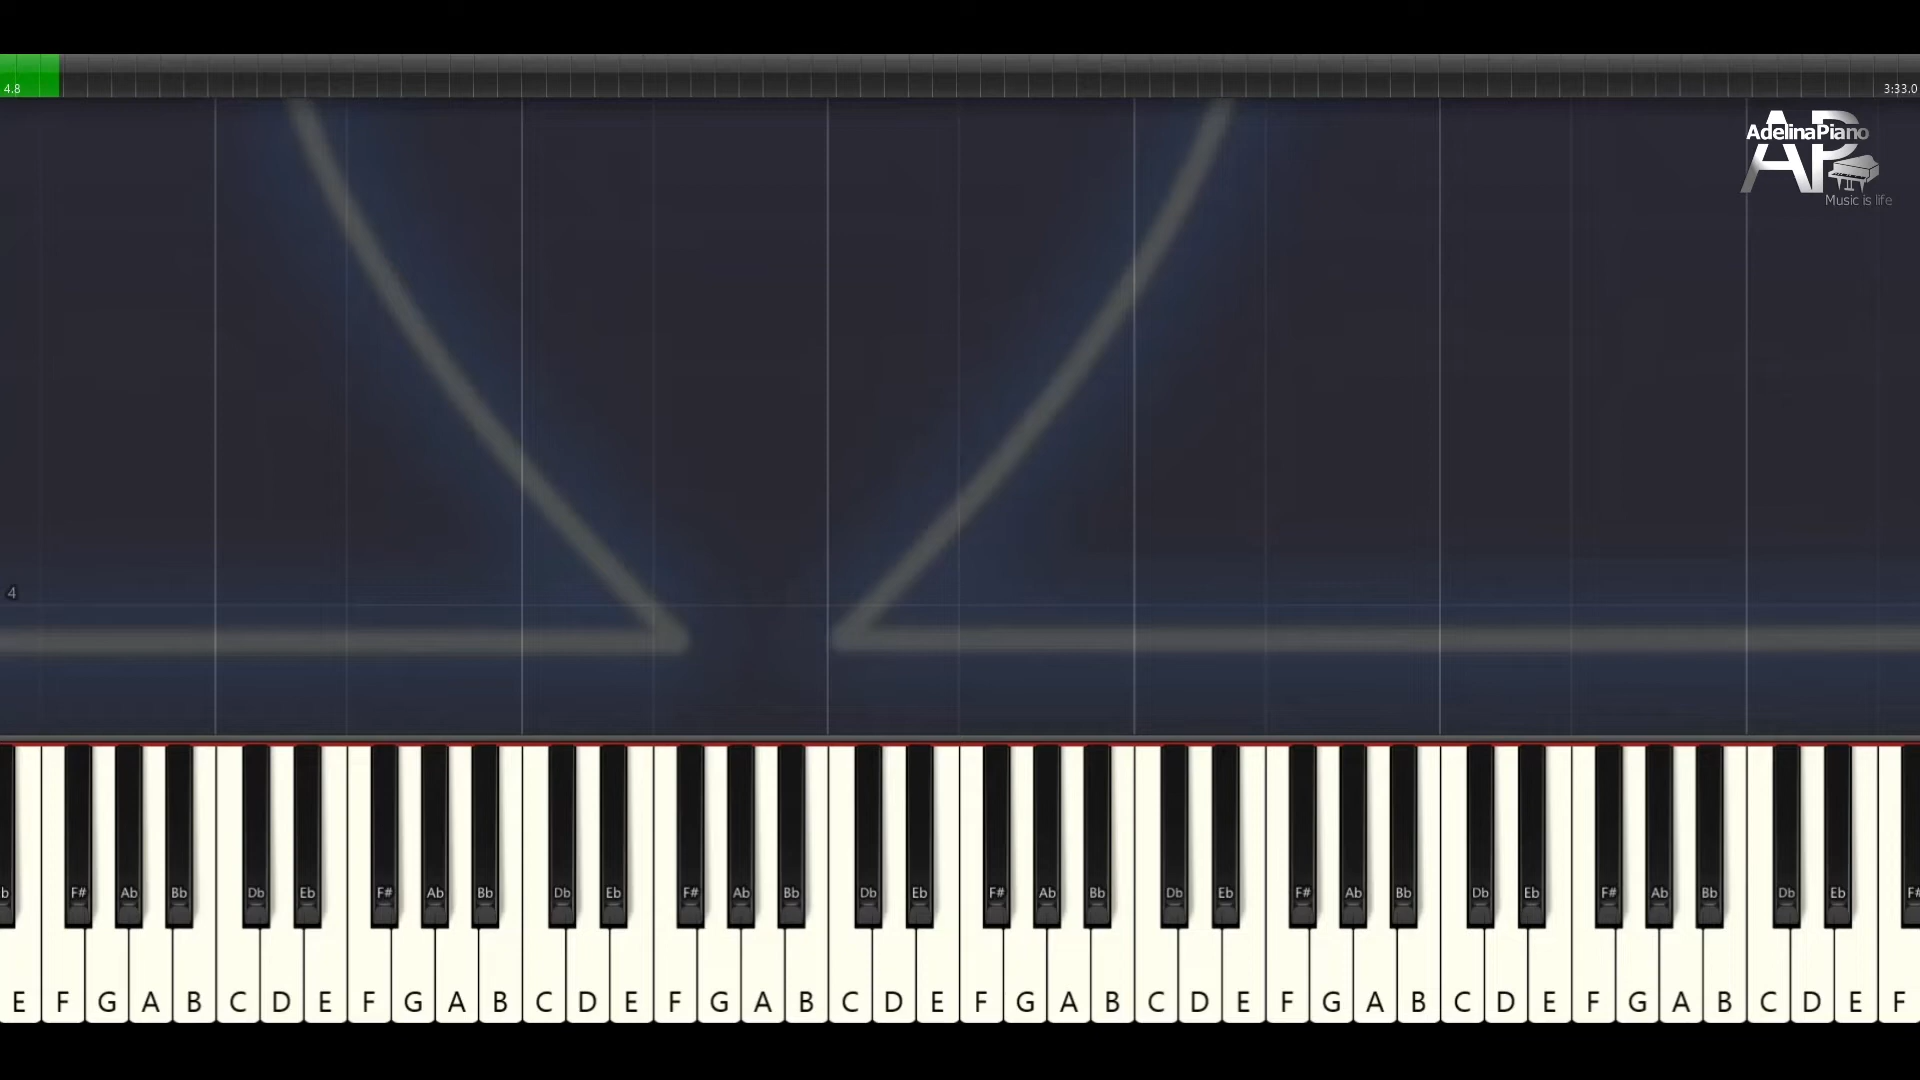 4.8
3:33.0
AP
AdelinaPiano
Music is life
4
b F# Ab Bb Db Eb F# Ab Bb Db Eb F# Ab Bb Db Eb F# Ab Bb Db Eb F# Ab Bb Db Eb F# Ab Bb Db Eb F#
E F G A B C D E F G A B C D E F G A B C D E F G A B C D E F G A B C D E F G A B C D E F